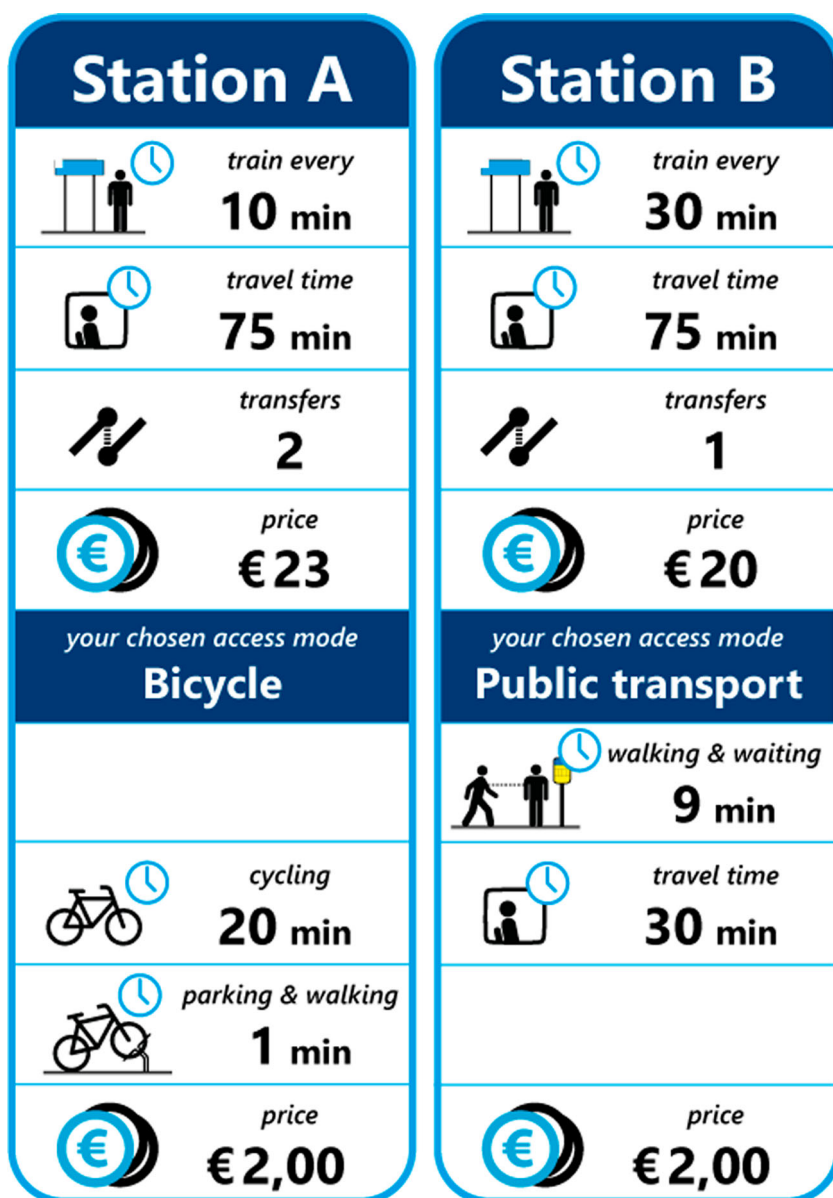 Station A
train every
10 min
travel time
75 min
transfers
2
price
€ 23
your chosen access mode
Bicycle
cycling
20 min
parking & walking
1 min
price
€ 2,00
Station B
train every
30 min
travel time
75 min
transfers
1
price
€ 20
your chosen access mode
Public transport
walking & waiting
9 min
travel time
30 min
price
€ 2,00